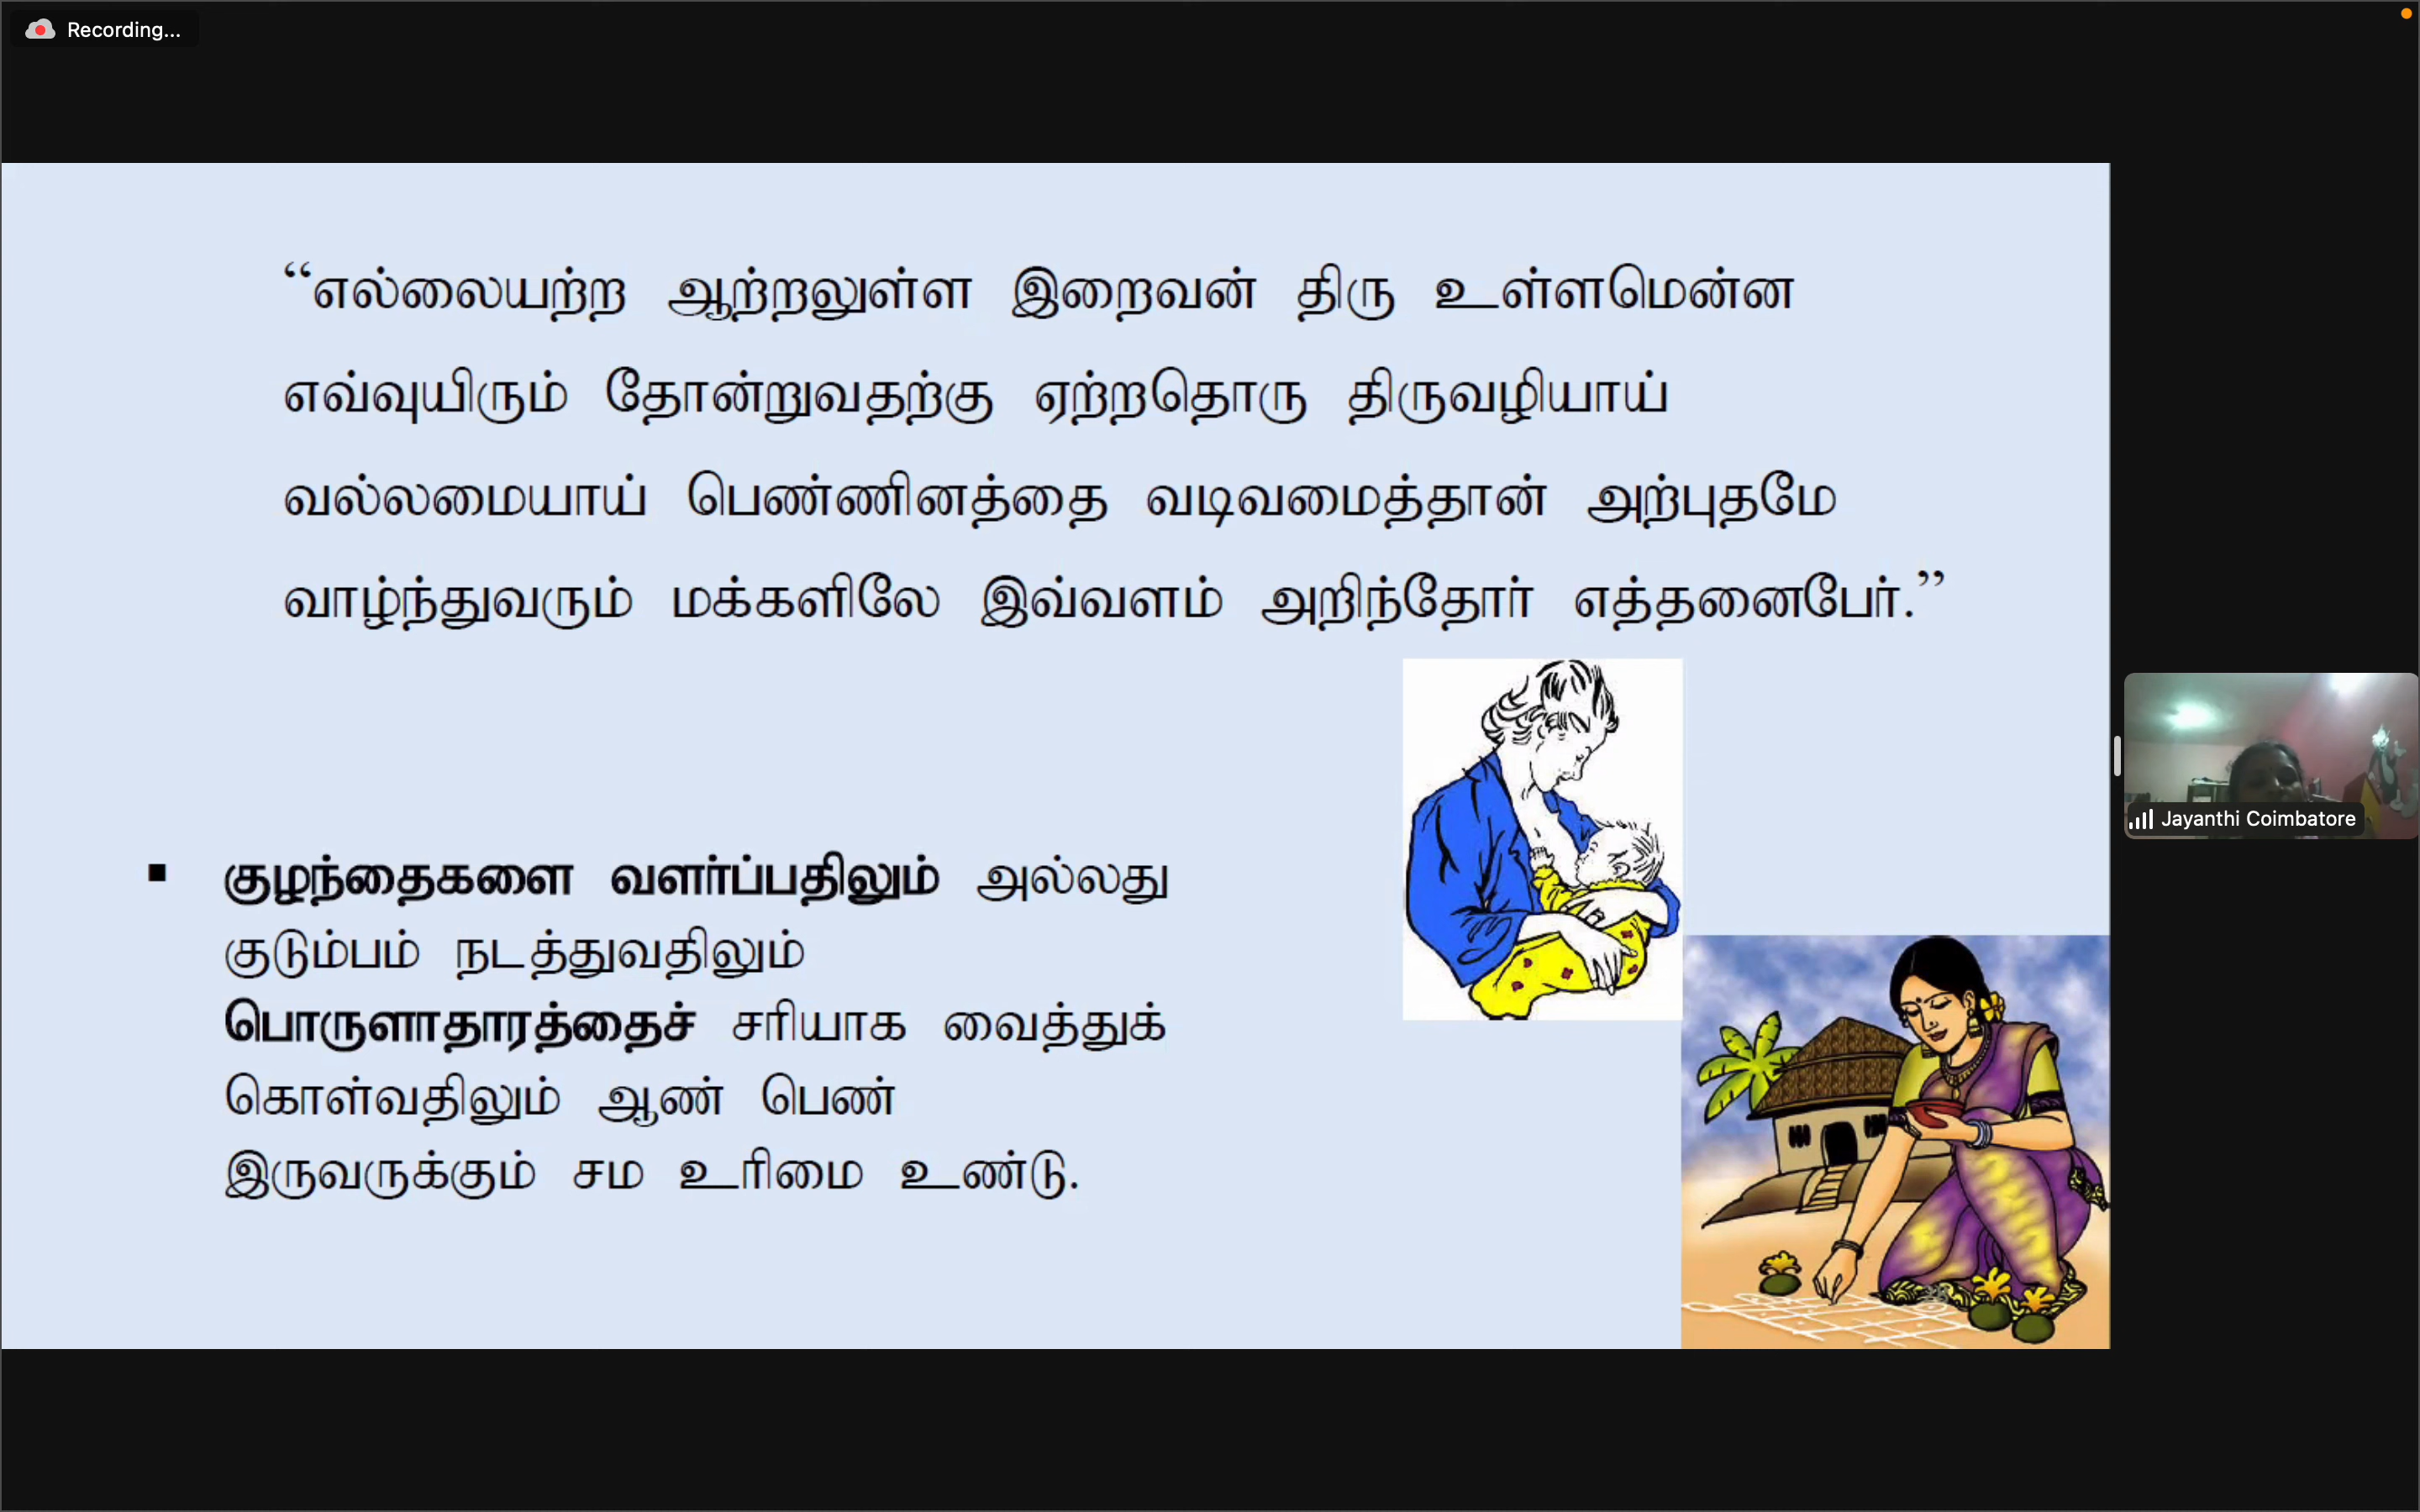 Recording...
“எல்லையற்ற ஆற்றலுள்ள இறைவன் திரு உள்ளமென்ன
எவ்வுயிரும் தோன்றுவதற்கு ஏற்றதொரு திருவழியாய்
வல்லமையாய் பெண்ணினத்தை வடிவமைத்தான் அற்புதமே
வாழ்ந்துவரும் மக்களிலே இவ்வளம் அறிந்தோர் எத்தனைபேர்.”
▪ குழந்தைகளை வளர்ப்பதிலும் அல்லது
குடும்பம் நடத்துவதிலும்
பொருளாதாரத்தைச் சரியாக வைத்துக்
கொள்வதிலும் ஆண் பெண்
இருவருக்கும் சம உரிமை உண்டு.
Jayanthi Coimbatore